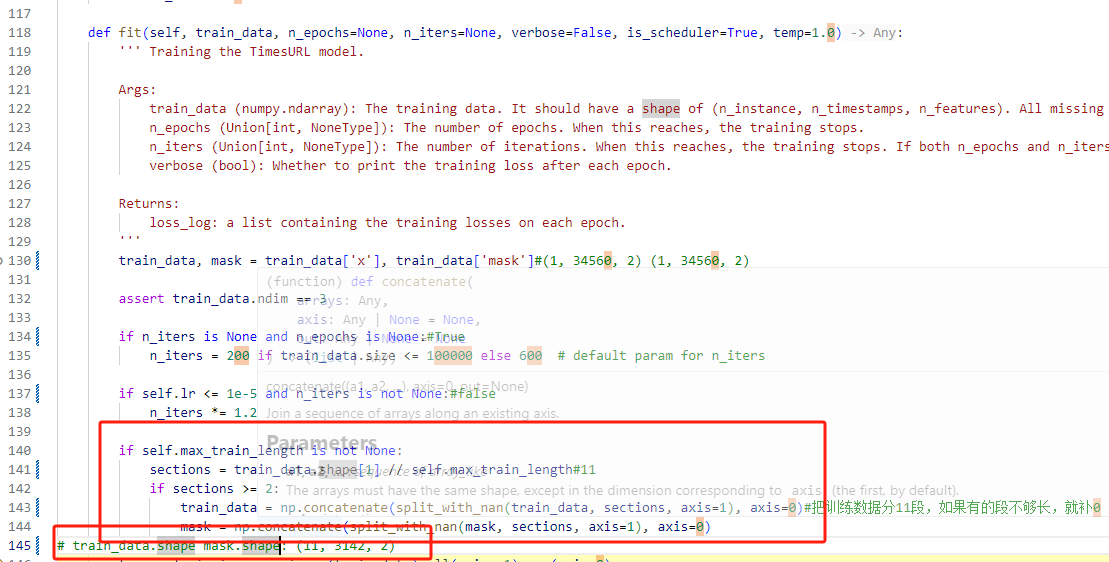 117
118 def fit(self, train_data, n_epochs=None, n_iters=None, verbose=False, is_scheduler=True, temp=1.0) -> Any:
119 ''' Training the TimesURL model.
120
121 Args:
122 train_data (numpy.ndarray): The training data. It should have a shape of (n_instance, n_timestamps, n_features). All missing
123 n_epochs (Union[int, NoneType]): The number of epochs. When this reaches, the training stops.
124 n_iters (Union[int, NoneType]): The number of iterations. When this reaches, the training stops. If both n_epochs and n_iters
125 verbose (bool): Whether to print the training loss after each epoch.
126
127 Returns:
128 loss_log: a list containing the training losses on each epoch.
129 '''
130 train_data, mask = train_data['x'], train_data['mask']#(1, 34560, 2) (1, 34560, 2)
131
(function) def concatenate(
132 assert train_data.ndim == 3
arrays: Any,
133
axis: Any | None = None,
134 if n_iters is None and n_epochs is None:#True
135 n_iters = 200 if train_data.size <= 100000 else 600 # default param for n_iters
136
concatenate((a1, a2, ...), axis=0, out=None)
137 if self.lr <= 1e-5 and n_iters is not None:#false
138 n_iters *= 1.2
Join a sequence of arrays along an existing axis.
139
Parameters
140 if self.max_train_length is not None:
141 sections = train_data.shape[1] // self.max_train_length#11
142 if sections >= 2:
The arrays must have the same shape, except in the dimension corresponding to axis (the first, by default).
143 train_data = np.concatenate(split_with_nan(train_data, sections, axis=1), axis=0)#把训练数据分11段，如果有的段不够长，就补0
144 mask = np.concatenate(split_with_nan(mask, sections, axis=1), axis=0)
145 # train_data.shape mask.shape: (11, 3142, 2)